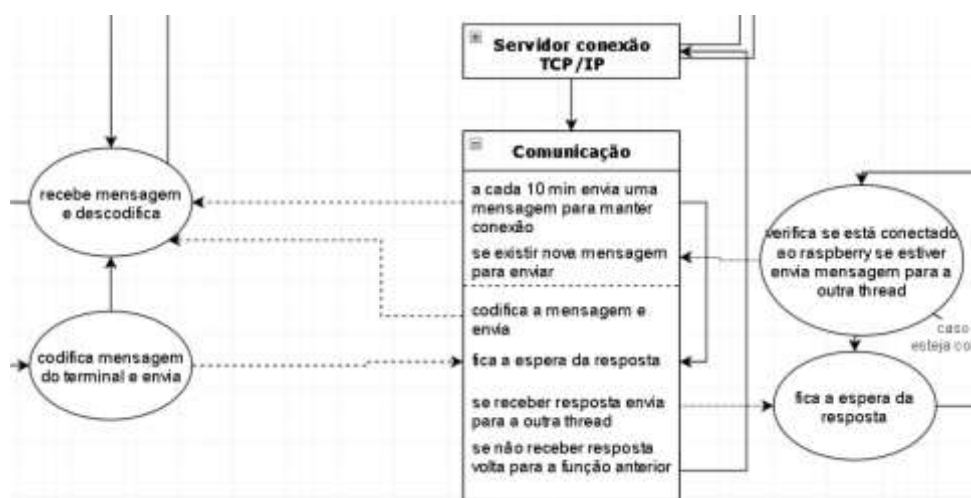 Servidor conexão
TCP/IP
Comunicação
a cada 10 min envia uma
mensagem para manter
conexão
se existir nova mensagem
para enviar
codifica a mensagem e
envia
fica a espera da resposta
se receber resposta envia
para a outra thread
se não receber resposta
volta para a função anterior
recebe mensagem
e descodifica
codifica mensagem
do terminal e envia
verifica se está conectado
ao raspberry se estiver
envia mensagem para a
outra thread
caso
esteja co
fica a espera da
resposta